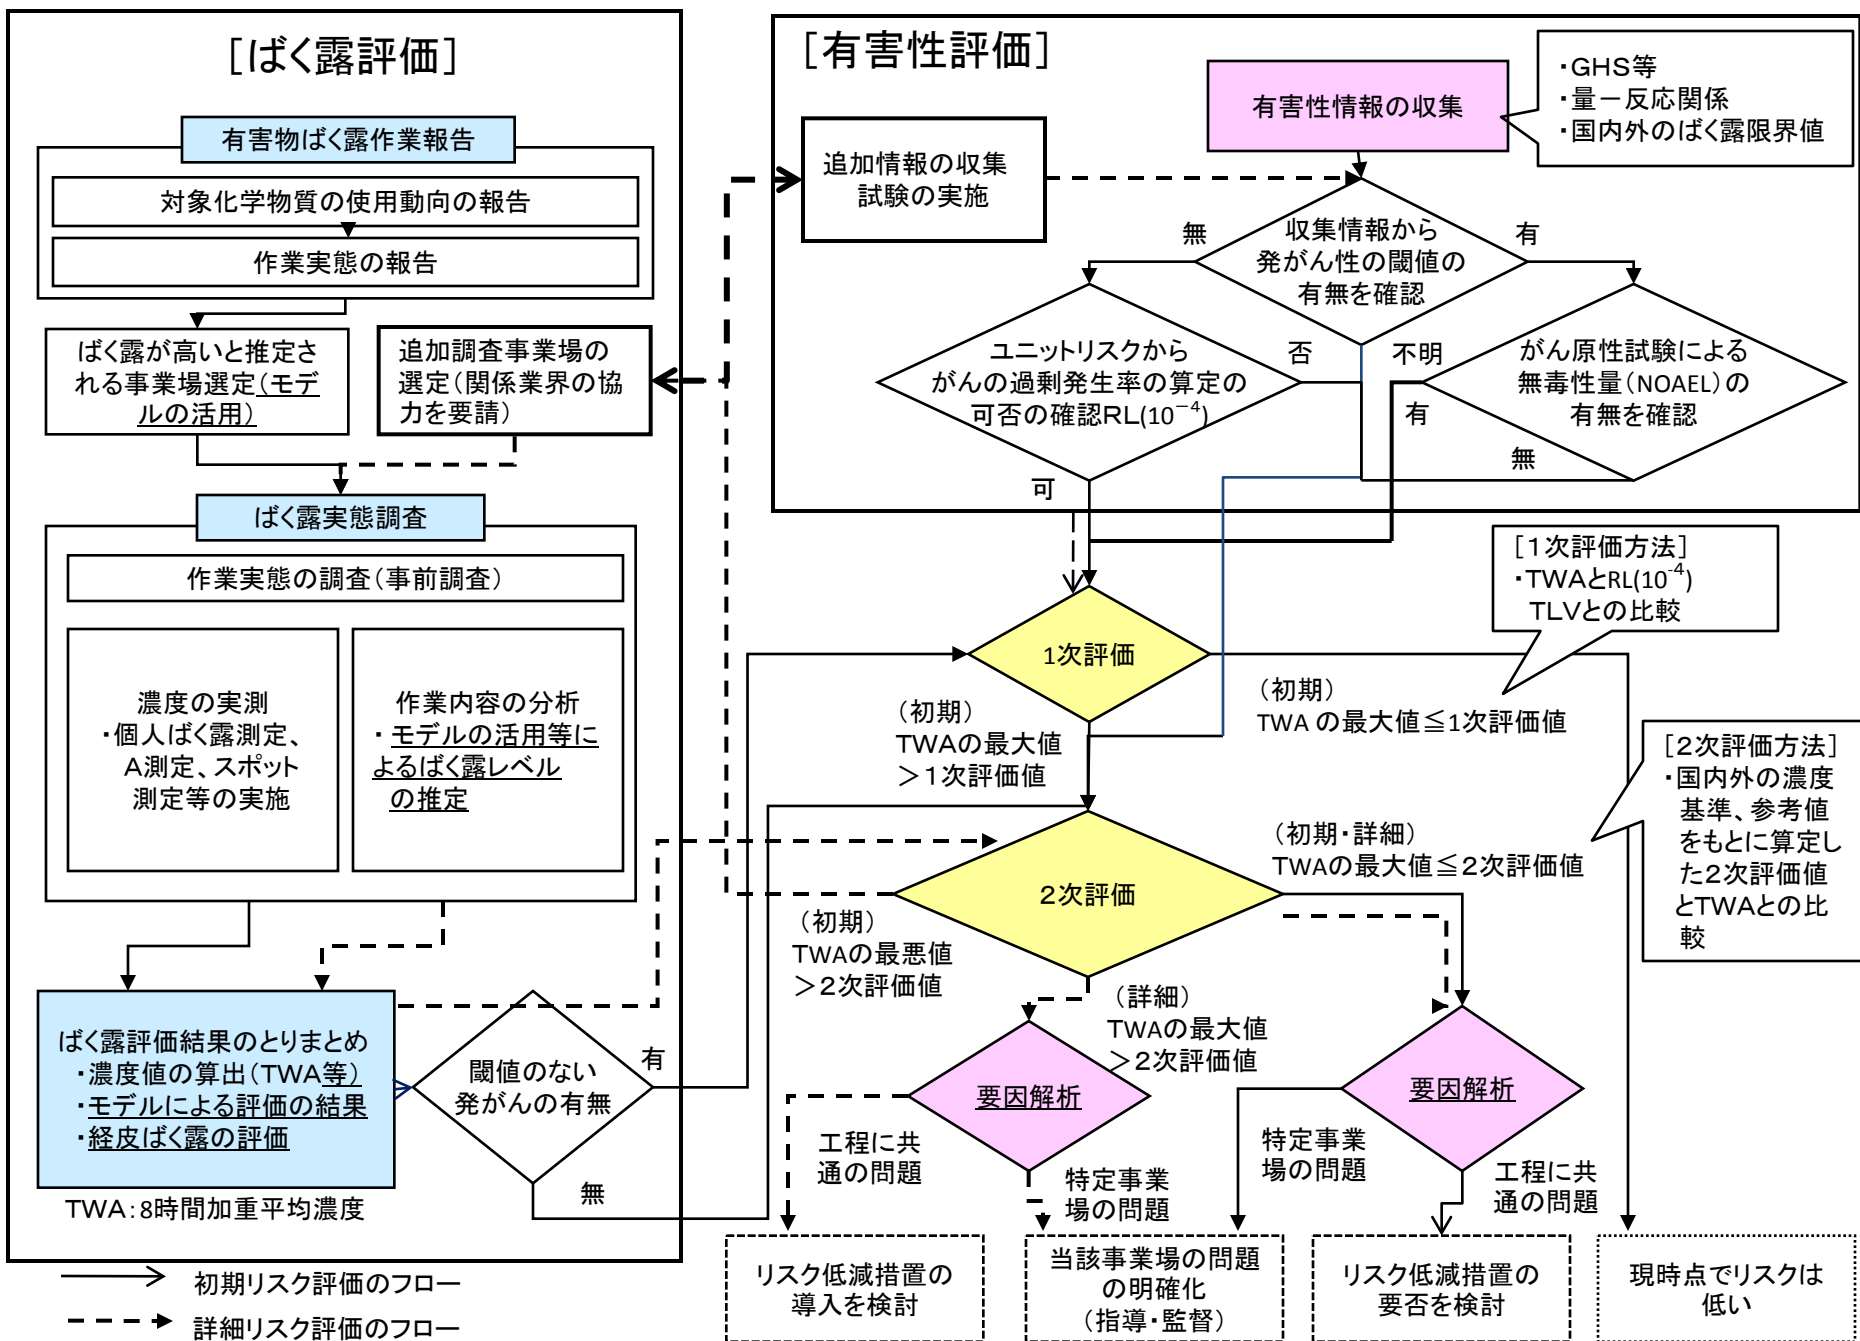 [ばく露評価]
有害物ばく露作業報告
対象化学物質の使用動向の報告
作業実態の報告
ばく露が高いと推定さ
れる事業場選定(モデ
ルの活用)
追加調査事業場の
選定(関係業界の協
力を要請)
ばく露実態調査
作業実態の調査(事前調査)
濃度の実測
・個人ばく露測定、
A測定、スポット
測定等の実施
作業内容の分析
・モデルの活用等に
よるばく露レベル
の推定
ばく露評価結果のとりまとめ
・濃度値の算出(TWA等)
・モデルによる評価の結果
・経皮ばく露の評価
TWA:8時間加重平均濃度
閾値のない
発がんの有無
有
無
[有害性評価]
有害性情報の収集
・GHS等
・量-反応関係
・国内外のばく露限界値
追加情報の収集
試験の実施
収集情報から
発がん性の閾値の
有無を確認
無
有
不明
ユニットリスクから
がんの過剰発生率の算定の
可否の確認RL(10⁻⁴)
否
可
がん原性試験による
無毒性量(NOAEL)の
有無を確認
有
無
[1次評価方法]
・TWAとRL(10⁻⁴)
TLVとの比較
1次評価
(初期)
TWAの最大値
>1次評価値
(初期)
TWA の最大値≦1次評価値
[2次評価方法]
・国内外の濃度
基準、参考値
をもとに算定し
た2次評価値
とTWAとの比
較
2次評価
(初期・詳細)
TWAの最大値≦2次評価値
(初期)
TWAの最悪値
>2次評価値
(詳細)
TWAの最大値
>2次評価値
要因解析
要因解析
工程に共
通の問題
特定事業
場の問題
特定事業
場の問題
工程に共
通の問題
リスク低減措置の
導入を検討
当該事業場の問題
の明確化
(指導・監督)
リスク低減措置の
要否を検討
現時点でリスクは
低い
初期リスク評価のフロー
詳細リスク評価のフロー